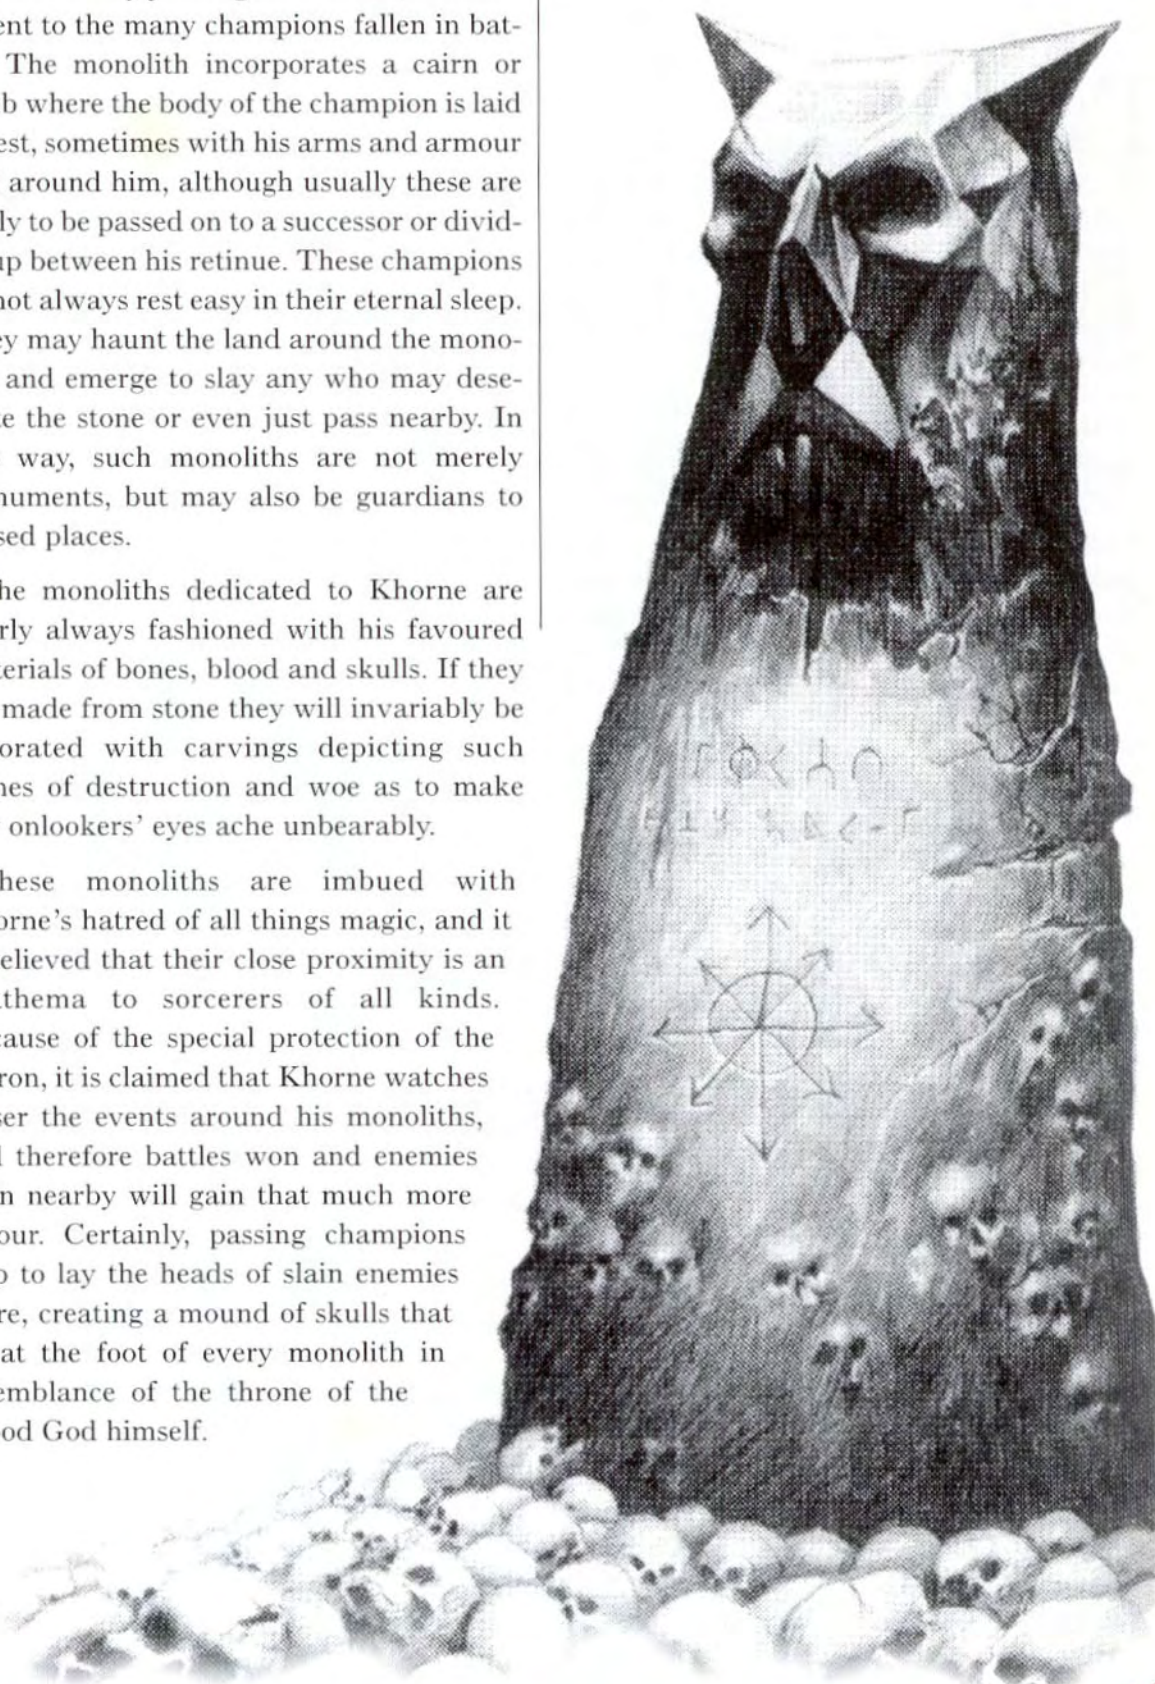 ent to the many champions fallen in bat-
The monolith incorporates a cairn or
b where the body of the champion is laid
est, sometimes with his arms and armour
around him, although usually these are
ly to be passed on to a successor or divid-
up between his retinue. These champions
not always rest easy in their eternal sleep.
ey may haunt the land around the mono-
and emerge to slay any who may dese-
te the stone or even just pass nearby. In
way, such monoliths are not merely
numents, but may also be guardians to
sed places.
he monoliths dedicated to Khorne are
rly always fashioned with his favoured
terials of bones, blood and skulls. If they
made from stone they will invariably be
orated with carvings depicting such
nes of destruction and woe as to make
onlookers' eyes ache unbearably.
hese monoliths are imbued with
orne's hatred of all things magic, and it
elieved that their close proximity is an
thema to sorcerers of all kinds.
cause of the special protection of the
ron, it is claimed that Khorne watches
ser the events around his monoliths,
l therefore battles won and enemies
n nearby will gain that much more
our. Certainly, passing champions
p to lay the heads of slain enemies
re, creating a mound of skulls that
at the foot of every monolith in
emblance of the throne of the
od God himself.